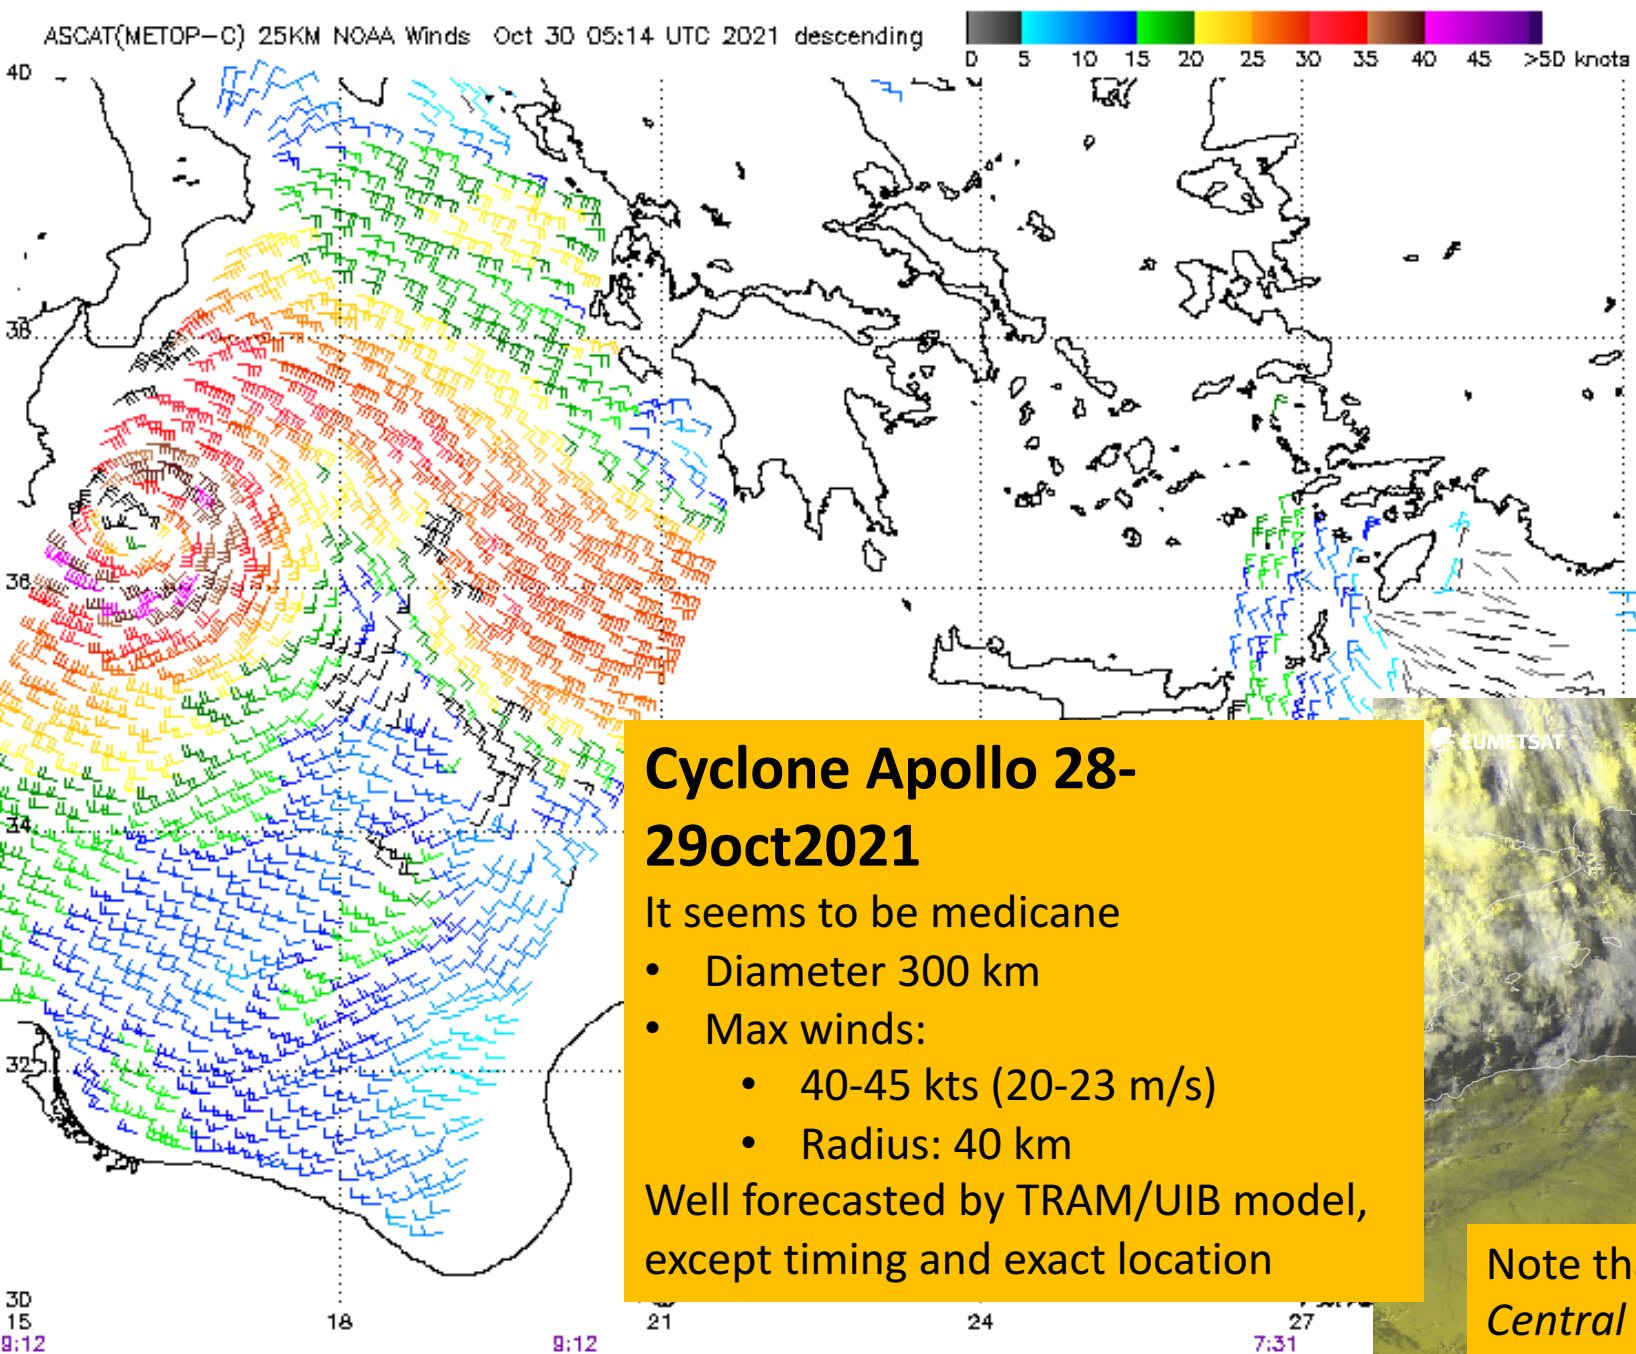 ASCAT(METOP-C) 25KM NOAA Winds Oct 30 05:14 UTC 2021 descending
0 5 10 15 20 25 30 35 40 45 >50 knots
40
38
36
34
32
30
15 18 21 24 27
9:12 9:12 7:31
EUMETSAT
Cyclone Apollo 28-
29oct2021
It seems to be medicane
• Diameter 300 km
• Max winds:
• 40-45 kts (20-23 m/s)
• Radius: 40 km
Well forecasted by TRAM/UIB model,
except timing and exact location
Note th
Central